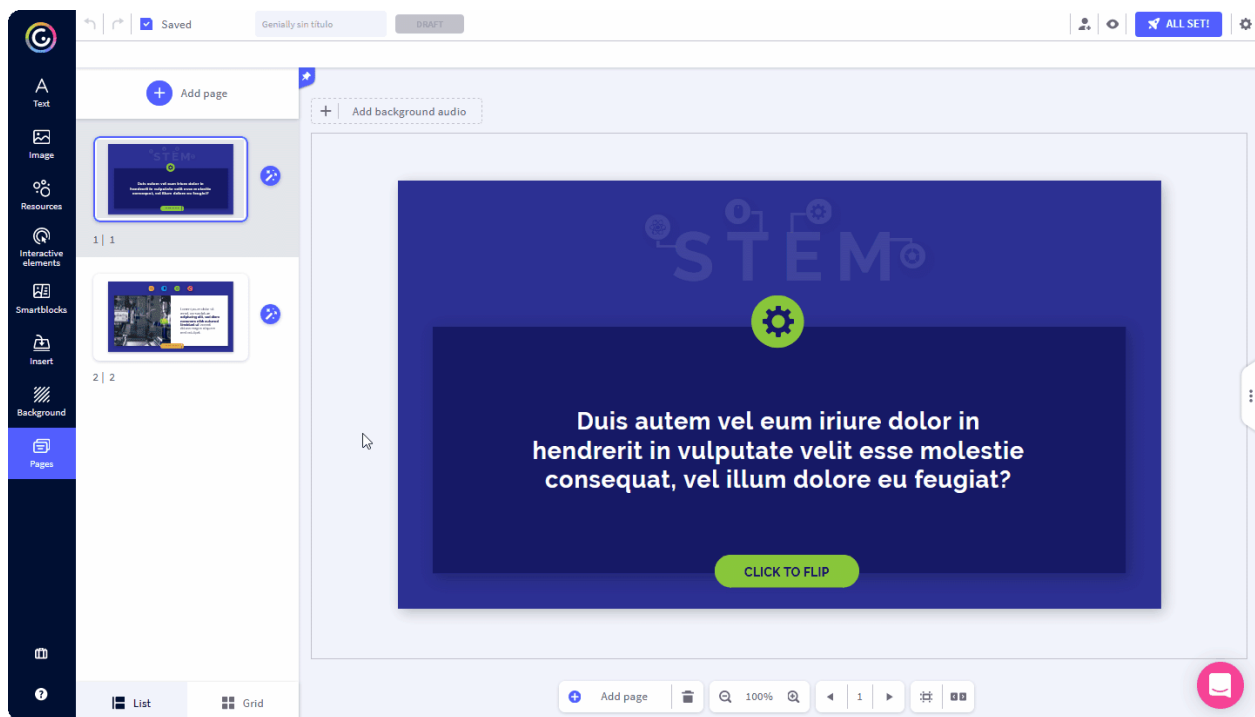 Saved
Genially sin título
DRAFT
ALL SET!
Text
Image
Resources
Interactive
elements
Smartblocks
Insert
Background
Pages
Add page
STEM
1 | 1
2 | 2
List
Grid
Add background audio
STEM
Duis autem vel eum iriure dolor in
hendrerit in vulputate velit esse molestie
consequat, vel illum dolore eu feugiat?
CLICK TO FLIP
Add page
100%
1